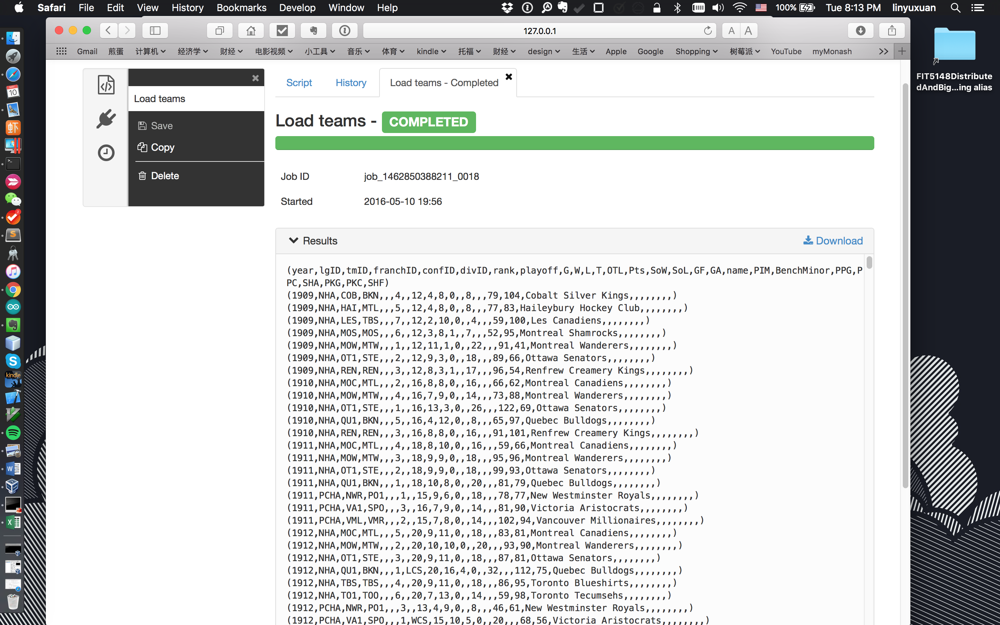 Safari File Edit View History Bookmarks Develop Window Help 100% Tue 8:13 PM linyuxuan
127.0.0.1
A A
Gmail 煎蛋 计算机 经济学 财经 电影视频 小工具 音乐 体育 kindle 托福 财经 design 生活 Apple Google Shopping 树莓派 YouTube myMonash
FIT5148Distribute
dAndBig...ing alias
Load teams
Save
Copy
Delete
Script History Load teams - Completed
Load teams - COMPLETED
Job ID job_1462850388211_0018
Started 2016-05-10 19:56
Results Download
(year,lgID,tmID,franchID,confID,divID,rank,playoff,G,W,L,T,OTL,Pts,SoW,SoL,GF,GA,name,PIM,BenchMinor,PPG,P
PC,SHA,PKG,PKC,SHF)
(1909,NHA,COB,BKN,,,4,,12,4,8,0,,8,,,79,104,Cobalt Silver Kings,,,,,,,,)
(1909,NHA,HAI,MTL,,,5,,12,4,8,0,,8,,,77,83,Haileybury Hockey Club,,,,,,,,)
(1909,NHA,LES,TBS,,,7,,12,2,10,0,,4,,,59,100,Les Canadiens,,,,,,,,)
(1909,NHA,MOS,MOS,,,6,,12,3,8,1,,7,,,52,95,Montreal Shamrocks,,,,,,,,)
(1909,NHA,MOW,MTW,,,1,,12,11,1,0,,22,,,91,41,Montreal Wanderers,,,,,,,,)
(1909,NHA,OT1,STE,,,2,,12,9,3,0,,18,,,89,66,Ottawa Senators,,,,,,,,)
(1909,NHA,REN,REN,,,3,,12,8,3,1,,17,,,96,54,Renfrew Creamery Kings,,,,,,,,)
(1910,NHA,MOC,MTL,,,2,,16,8,8,0,,16,,,66,62,Montreal Canadiens,,,,,,,,)
(1910,NHA,MOW,MTW,,,4,,16,7,9,0,,14,,,73,88,Montreal Wanderers,,,,,,,,)
(1910,NHA,OT1,STE,,,1,,16,13,3,0,,26,,,122,69,Ottawa Senators,,,,,,,,)
(1910,NHA,QU1,BKN,,,5,,16,4,12,0,,8,,,65,97,Quebec Bulldogs,,,,,,,,)
(1910,NHA,REN,REN,,,3,,16,8,8,0,,16,,,91,101,Renfrew Creamery Kings,,,,,,,,)
(1911,NHA,MOC,MTL,,,4,,18,8,10,0,,16,,,59,66,Montreal Canadiens,,,,,,,,)
(1911,NHA,MOW,MTW,,,3,,18,9,9,0,,18,,,95,96,Montreal Wanderers,,,,,,,,)
(1911,NHA,OT1,STE,,,2,,18,9,9,0,,18,,,99,93,Ottawa Senators,,,,,,,,)
(1911,NHA,QU1,BKN,,,1,,18,10,8,0,,20,,,81,79,Quebec Bulldogs,,,,,,,,)
(1911,PCHA,NWR,PO1,,,1,,15,9,6,0,,18,,,78,77,New Westminster Royals,,,,,,,,)
(1911,PCHA,VA1,SPO,,,3,,16,7,9,0,,14,,,81,90,Victoria Aristocrats,,,,,,,,)
(1911,PCHA,VML,VMR,,,2,,15,7,8,0,,14,,,102,94,Vancouver Millionaires,,,,,,,,)
(1912,NHA,MOC,MTL,,,5,,20,9,11,0,,18,,,83,81,Montreal Canadiens,,,,,,,,)
(1912,NHA,MOW,MTW,,,2,,20,10,10,0,,20,,,93,90,Montreal Wanderers,,,,,,,,)
(1912,NHA,OT1,STE,,,3,,20,9,11,0,,18,,,87,81,Ottawa Senators,,,,,,,,)
(1912,NHA,QU1,BKN,,,1,LCS,20,16,4,0,,32,,,112,75,Quebec Bulldogs,,,,,,,,)
(1912,NHA,TBS,TBS,,,4,,20,9,11,0,,18,,,86,95,Toronto Blueshirts,,,,,,,,)
(1912,NHA,TO1,TOO,,,6,,20,7,13,0,,14,,,59,98,Toronto Tecumsehs,,,,,,,,)
(1912,PCHA,NWR,PO1,,,3,,13,4,9,0,,8,,,46,61,New Westminster Royals,,,,,,,,)
(1912,PCHA,VA1,SPO,,,1,WCS,15,10,5,0,,20,,,68,56,Victoria Aristocrats,,,,,,,,)
MAY
10
虾
2
S
S
kindle
W
X